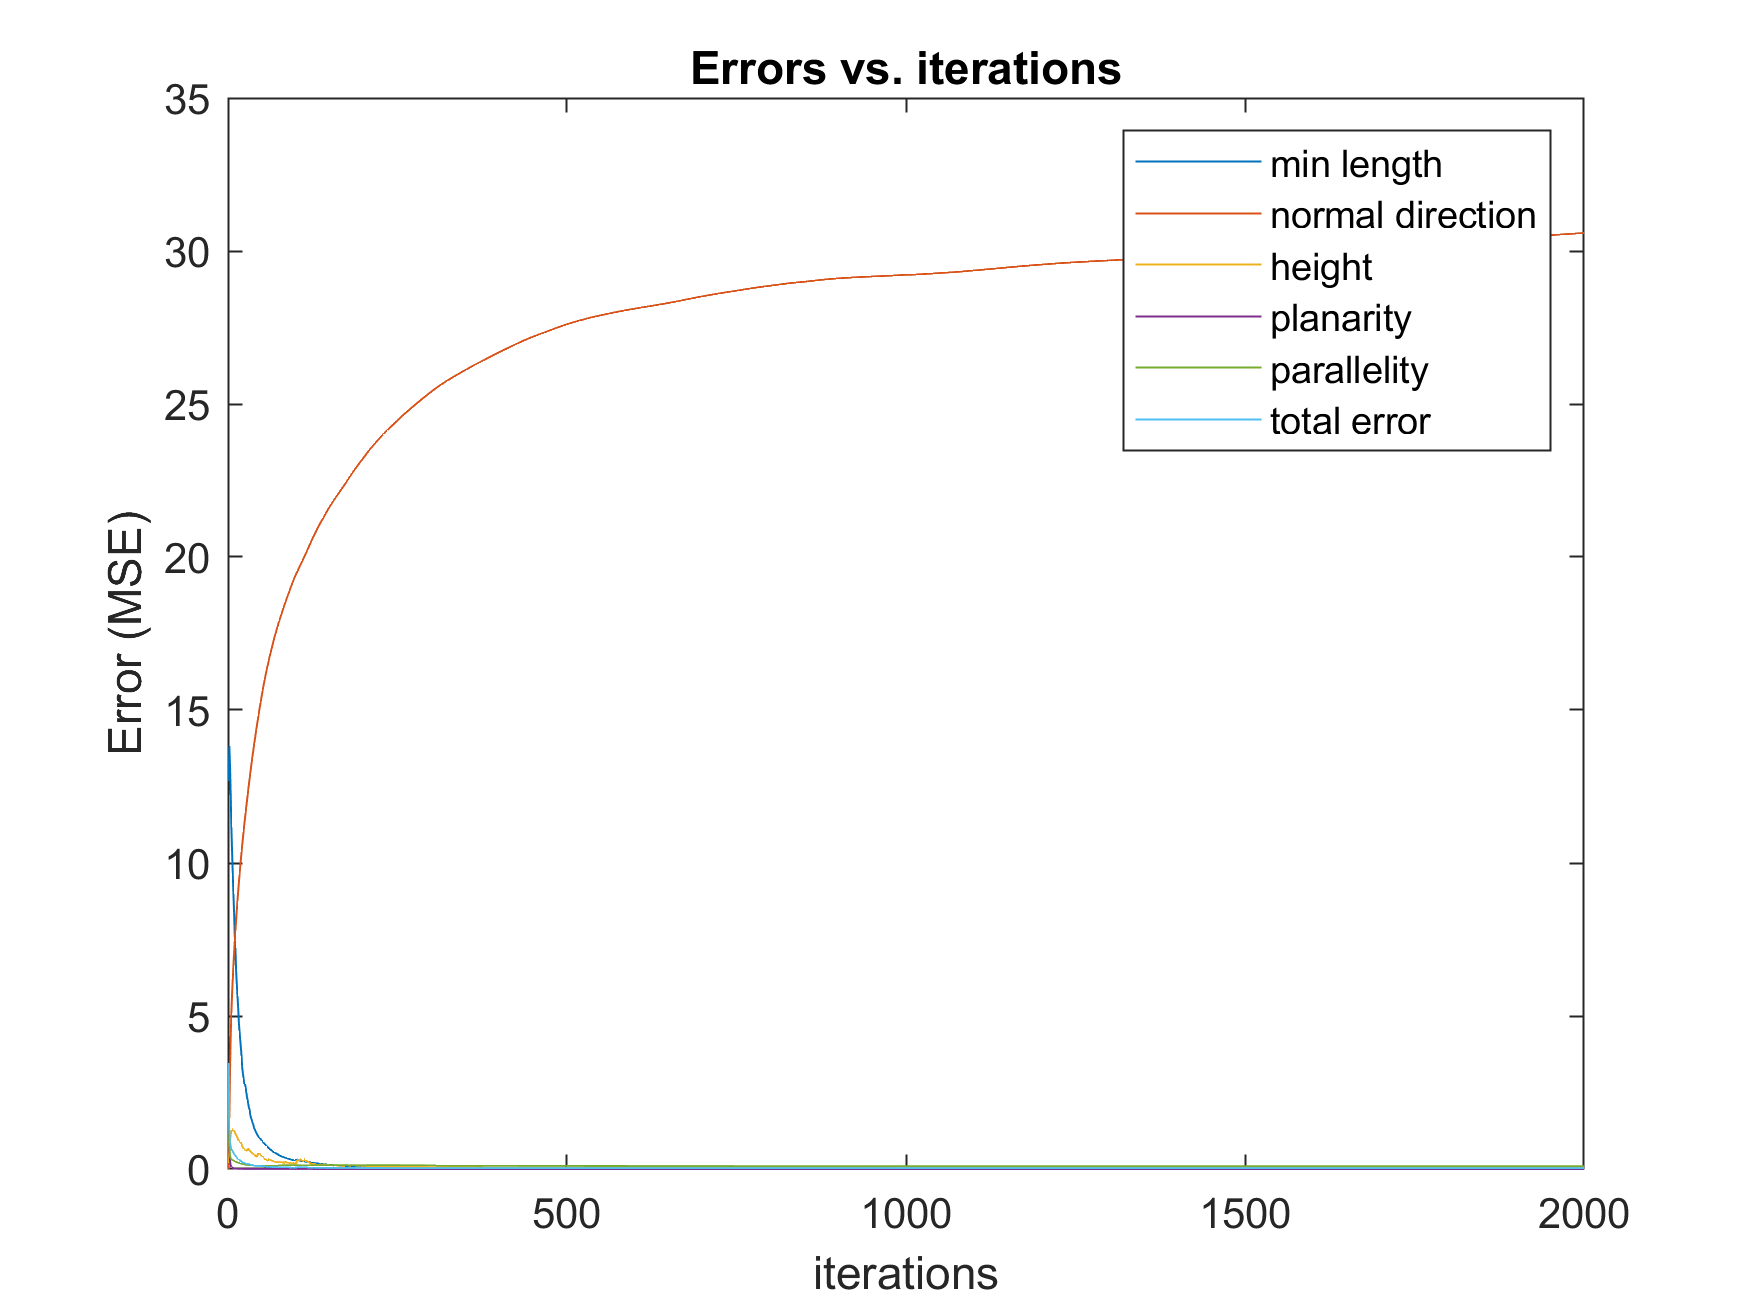 Errors vs. iterations
35
30
25
20
15
10
5
0
Error (MSE)
min length
normal direction
height
planarity
parallelity
total error
0 500 1000 1500 2000
iterations